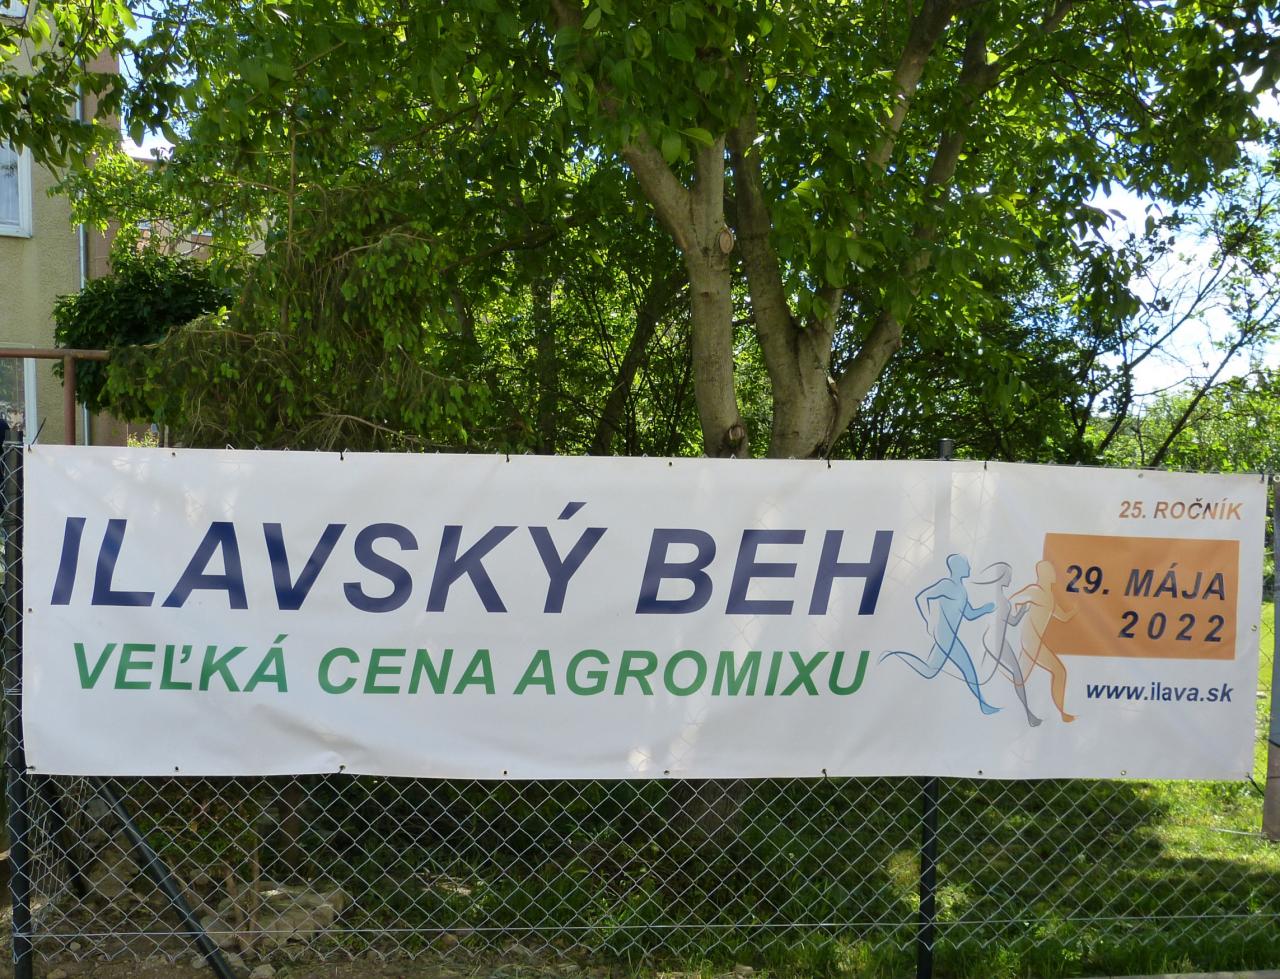 ILAVSKÝ BEH
VEĽKÁ CENA AGROMIXU
25. ROČNÍK
29. MÁJA
2022
www.ilava.sk